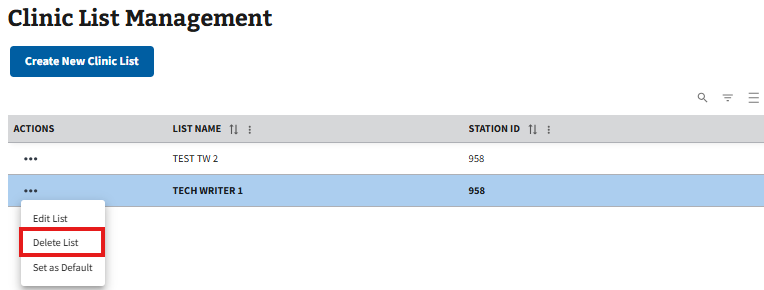 Clinic List Management
Create New Clinic List
ACTIONS LIST NAME STATION ID
TEST TW 2 958
TECH WRITER 1 958
Edit List
Delete List
Set as Default